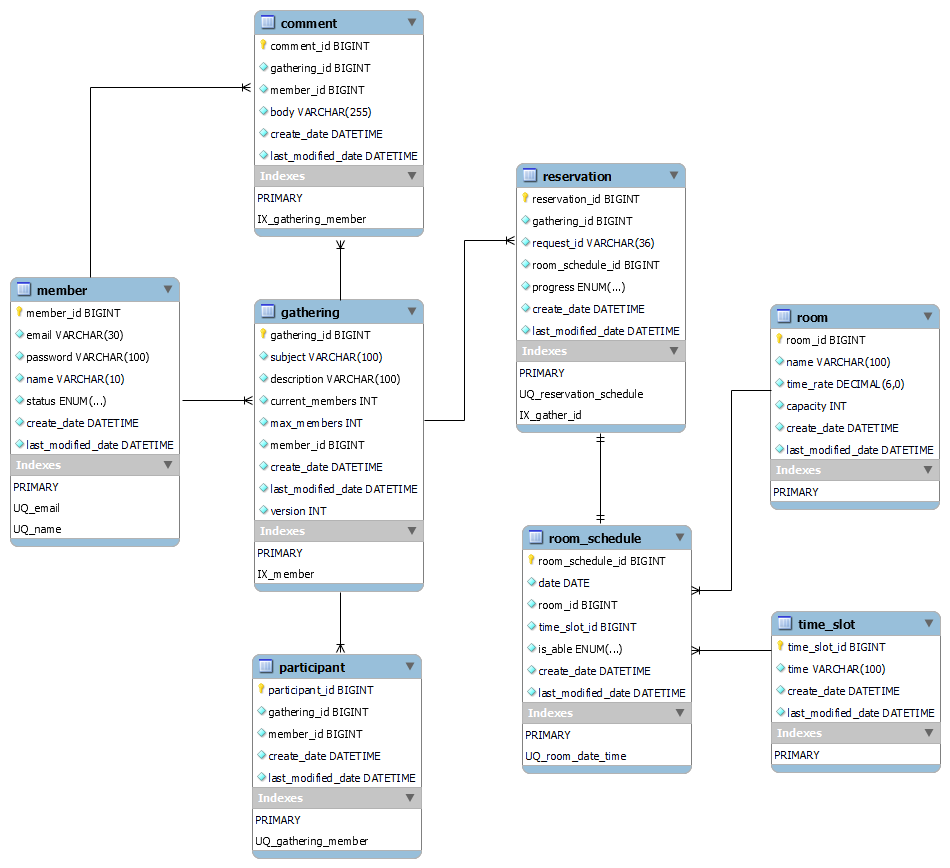 comment
comment_id BIGINT
gathering_id BIGINT
member_id BIGINT
body VARCHAR(255)
create_date DATETIME
last_modified_date DATETIME
Indexes
PRIMARY
IX_gathering_member
member
member_id BIGINT
email VARCHAR(30)
password VARCHAR(100)
name VARCHAR(10)
status ENUM(...)
create_date DATETIME
last_modified_date DATETIME
Indexes
PRIMARY
UQ_email
UQ_name
gathering
gathering_id BIGINT
subject VARCHAR(100)
description VARCHAR(100)
current_members INT
max_members INT
member_id BIGINT
create_date DATETIME
last_modified_date DATETIME
version INT
Indexes
PRIMARY
IX_member
participant
participant_id BIGINT
gathering_id BIGINT
member_id BIGINT
create_date DATETIME
last_modified_date DATETIME
Indexes
PRIMARY
UQ_gathering_member
reservation
reservation_id BIGINT
gathering_id BIGINT
request_id VARCHAR(36)
room_schedule_id BIGINT
progress ENUM(...)
create_date DATETIME
last_modified_date DATETIME
Indexes
PRIMARY
UQ_reservation_schedule
IX_gather_id
room_schedule
room_schedule_id BIGINT
date DATE
room_id BIGINT
time_slot_id BIGINT
is_able ENUM(...)
create_date DATETIME
last_modified_date DATETIME
Indexes
PRIMARY
UQ_room_date_time
room
room_id BIGINT
name VARCHAR(100)
time_rate DECIMAL(6,0)
capacity INT
create_date DATETIME
last_modified_date DATETIME
Indexes
PRIMARY
time_slot
time_slot_id BIGINT
time VARCHAR(100)
create_date DATETIME
last_modified_date DATETIME
Indexes
PRIMARY